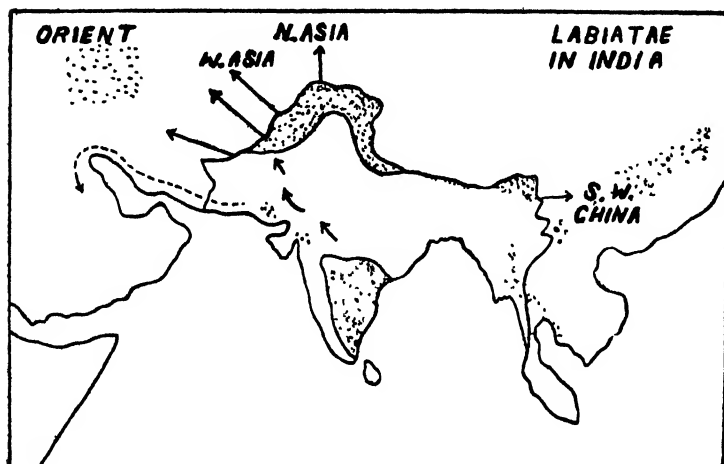 ORIENT
W.ASIA
N.ASIA
LABIATAE
IN INDIA
S.W.
CHINA